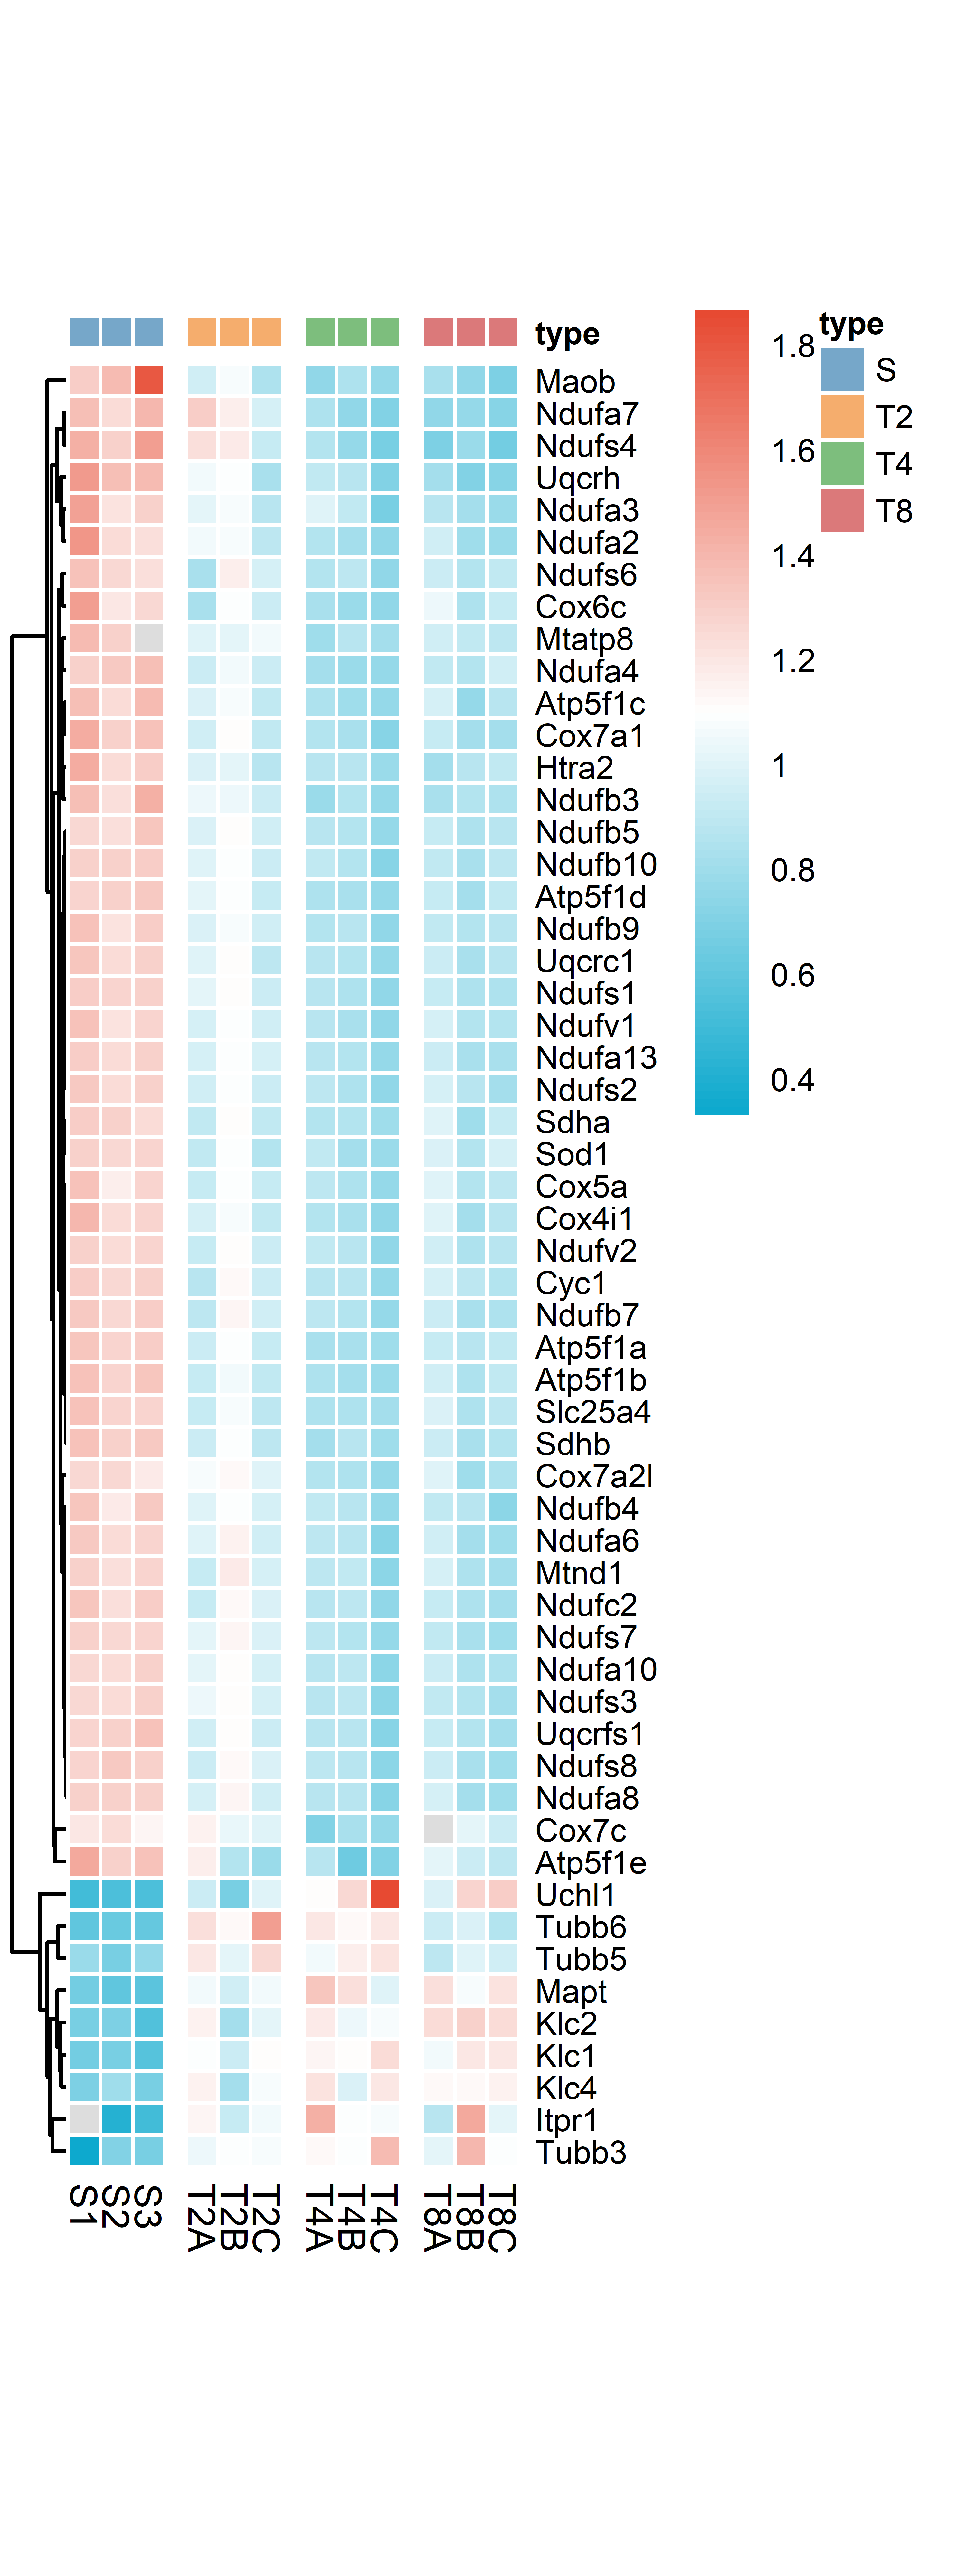 type
Maob
Ndufa7
Ndufs4
Uqcrh
Ndufa3
Ndufa2
Ndufs6
Cox6c
Mtatp8
Ndufa4
Atp5f1c
Cox7a1
Htra2
Ndufb3
Ndufb5
Ndufb10
Atp5f1d
Ndufb9
Uqcrc1
Ndufs1
Ndufv1
Ndufa13
Ndufs2
Sdha
Sod1
Cox5a
Cox4i1
Ndufv2
Cyc1
Ndufb7
Atp5f1a
Atp5f1b
Slc25a4
Sdhb
Cox7a2l
Ndufb4
Ndufa6
Mtnd1
Ndufc2
Ndufs7
Ndufa10
Ndufs3
Uqcrfs1
Ndufs8
Ndufa8
Cox7c
Atp5f1e
Uchl1
Tubb6
Tubb5
Mapt
Klc2
Klc1
Klc4
Itpr1
Tubb3
S1
S2
S3
T2A
T2B
T2C
T4A
T4B
T4C
T8A
T8B
T8C
1.8
1.6
1.4
1.2
1
0.8
0.6
0.4
type
S
T2
T4
T8